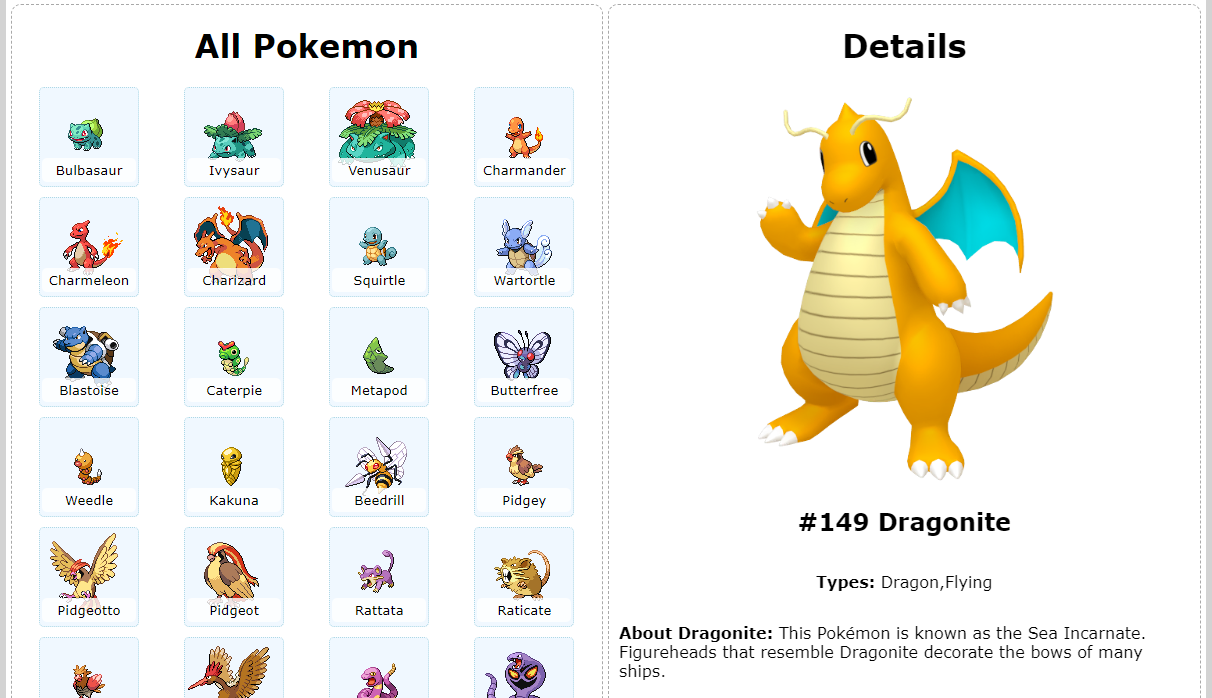 All Pokemon
Bulbasaur
Ivysaur
Venusaur
Charmander
Charmeleon
Charizard
Squirtle
Wartortle
Blastoise
Caterpie
Metapod
Butterfree
Weedle
Kakuna
Beedrill
Pidgey
Pidgeotto
Pidgeot
Rattata
Raticate
Details
#149 Dragonite
Types: Dragon,Flying
About Dragonite: This Pokémon is known as the Sea Incarnate.
Figureheads that resemble Dragonite decorate the bows of many
ships.